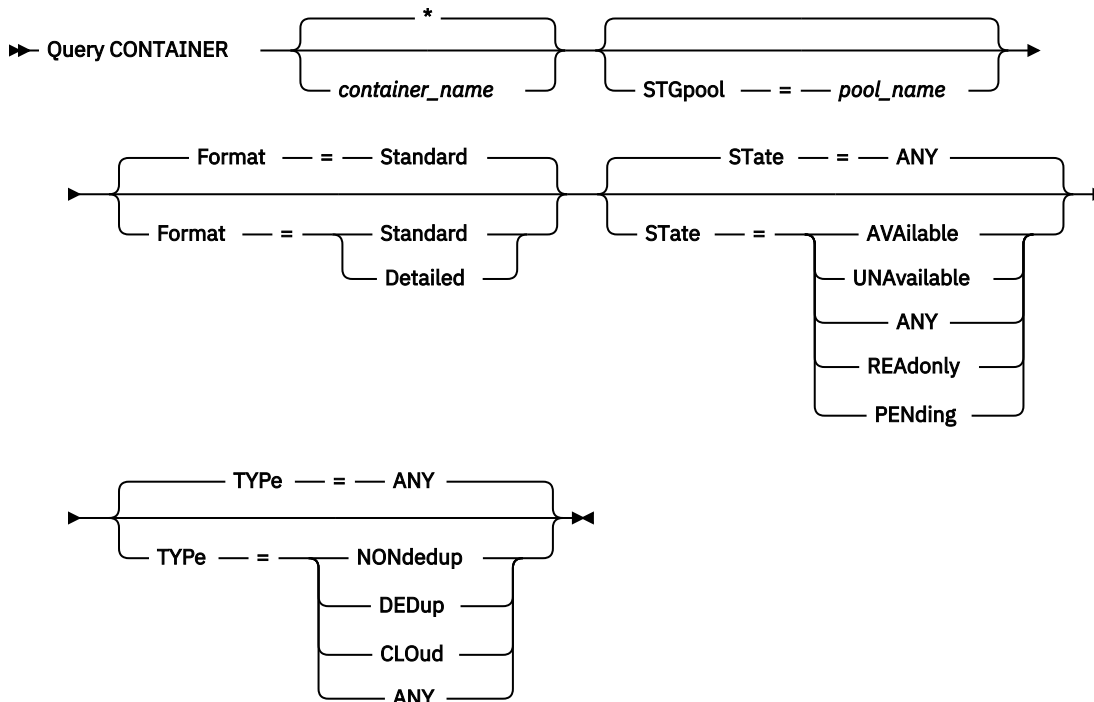 *
Query CONTAINER
container_name
STGpool = pool_name
Format = Standard
STate = ANY
Format = Standard
Detailed
STate = AVAilable
UNAvailable
ANY
REAdonly
PENding
TYPe = ANY
TYPe = NONdedup
DEDup
CLOud
ANY